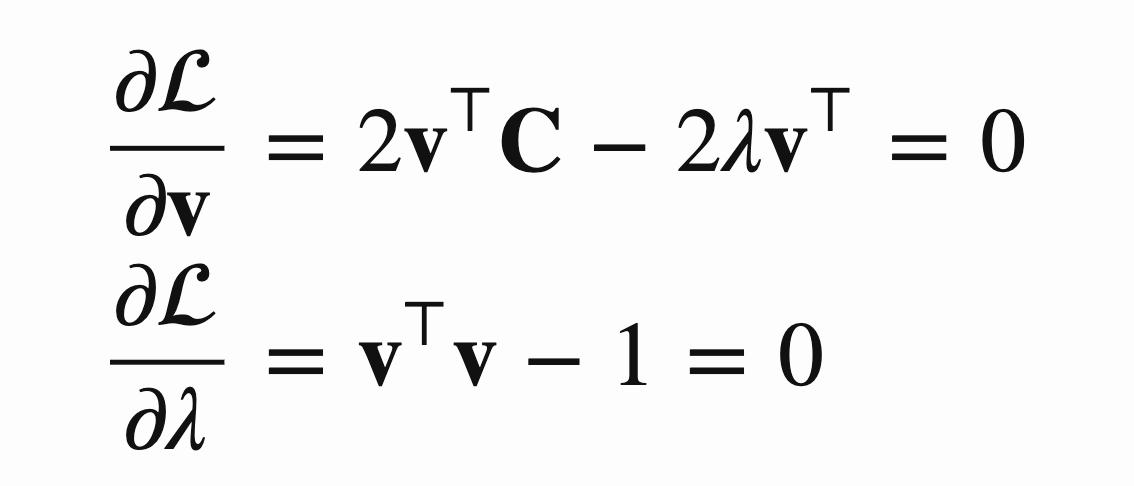 ∂ℒ/∂𝐯 = 2𝐯⊤𝐂 − 2λ𝐯⊤ = 0
∂ℒ/∂λ = 𝐯⊤𝐯 − 1 = 0